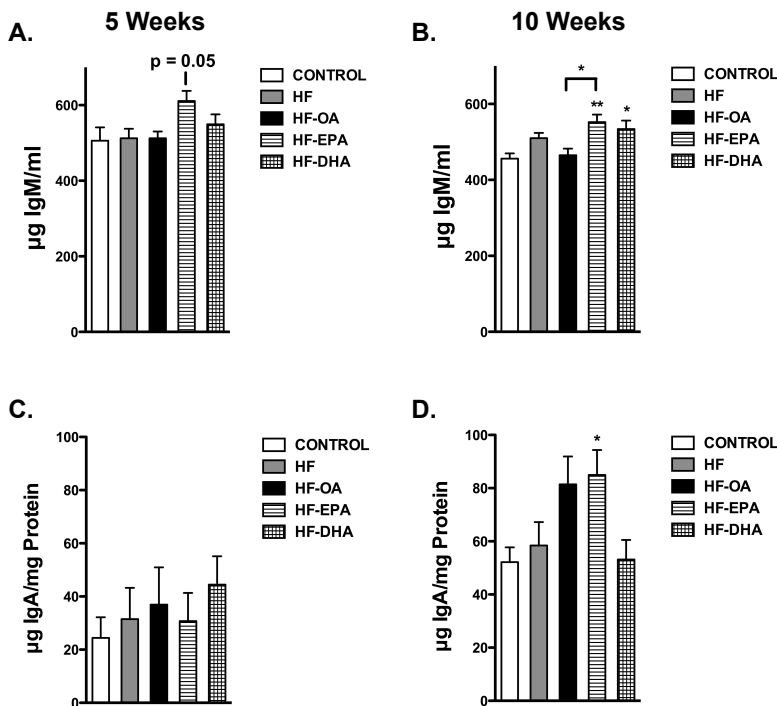 5 Weeks
A.
p = 0.05
600
400
200
0
µg IgM/ml
CONTROL
HF
HF-OA
HF-EPA
HF-DHA
10 Weeks
B.
*
**
*
600
400
200
0
µg IgM/ml
CONTROL
HF
HF-OA
HF-EPA
HF-DHA
C.
100
80
60
40
20
0
µg IgA/mg Protein
CONTROL
HF
HF-OA
HF-EPA
HF-DHA
D.
*
100
80
60
40
20
0
µg IgA/mg Protein
CONTROL
HF
HF-OA
HF-EPA
HF-DHA